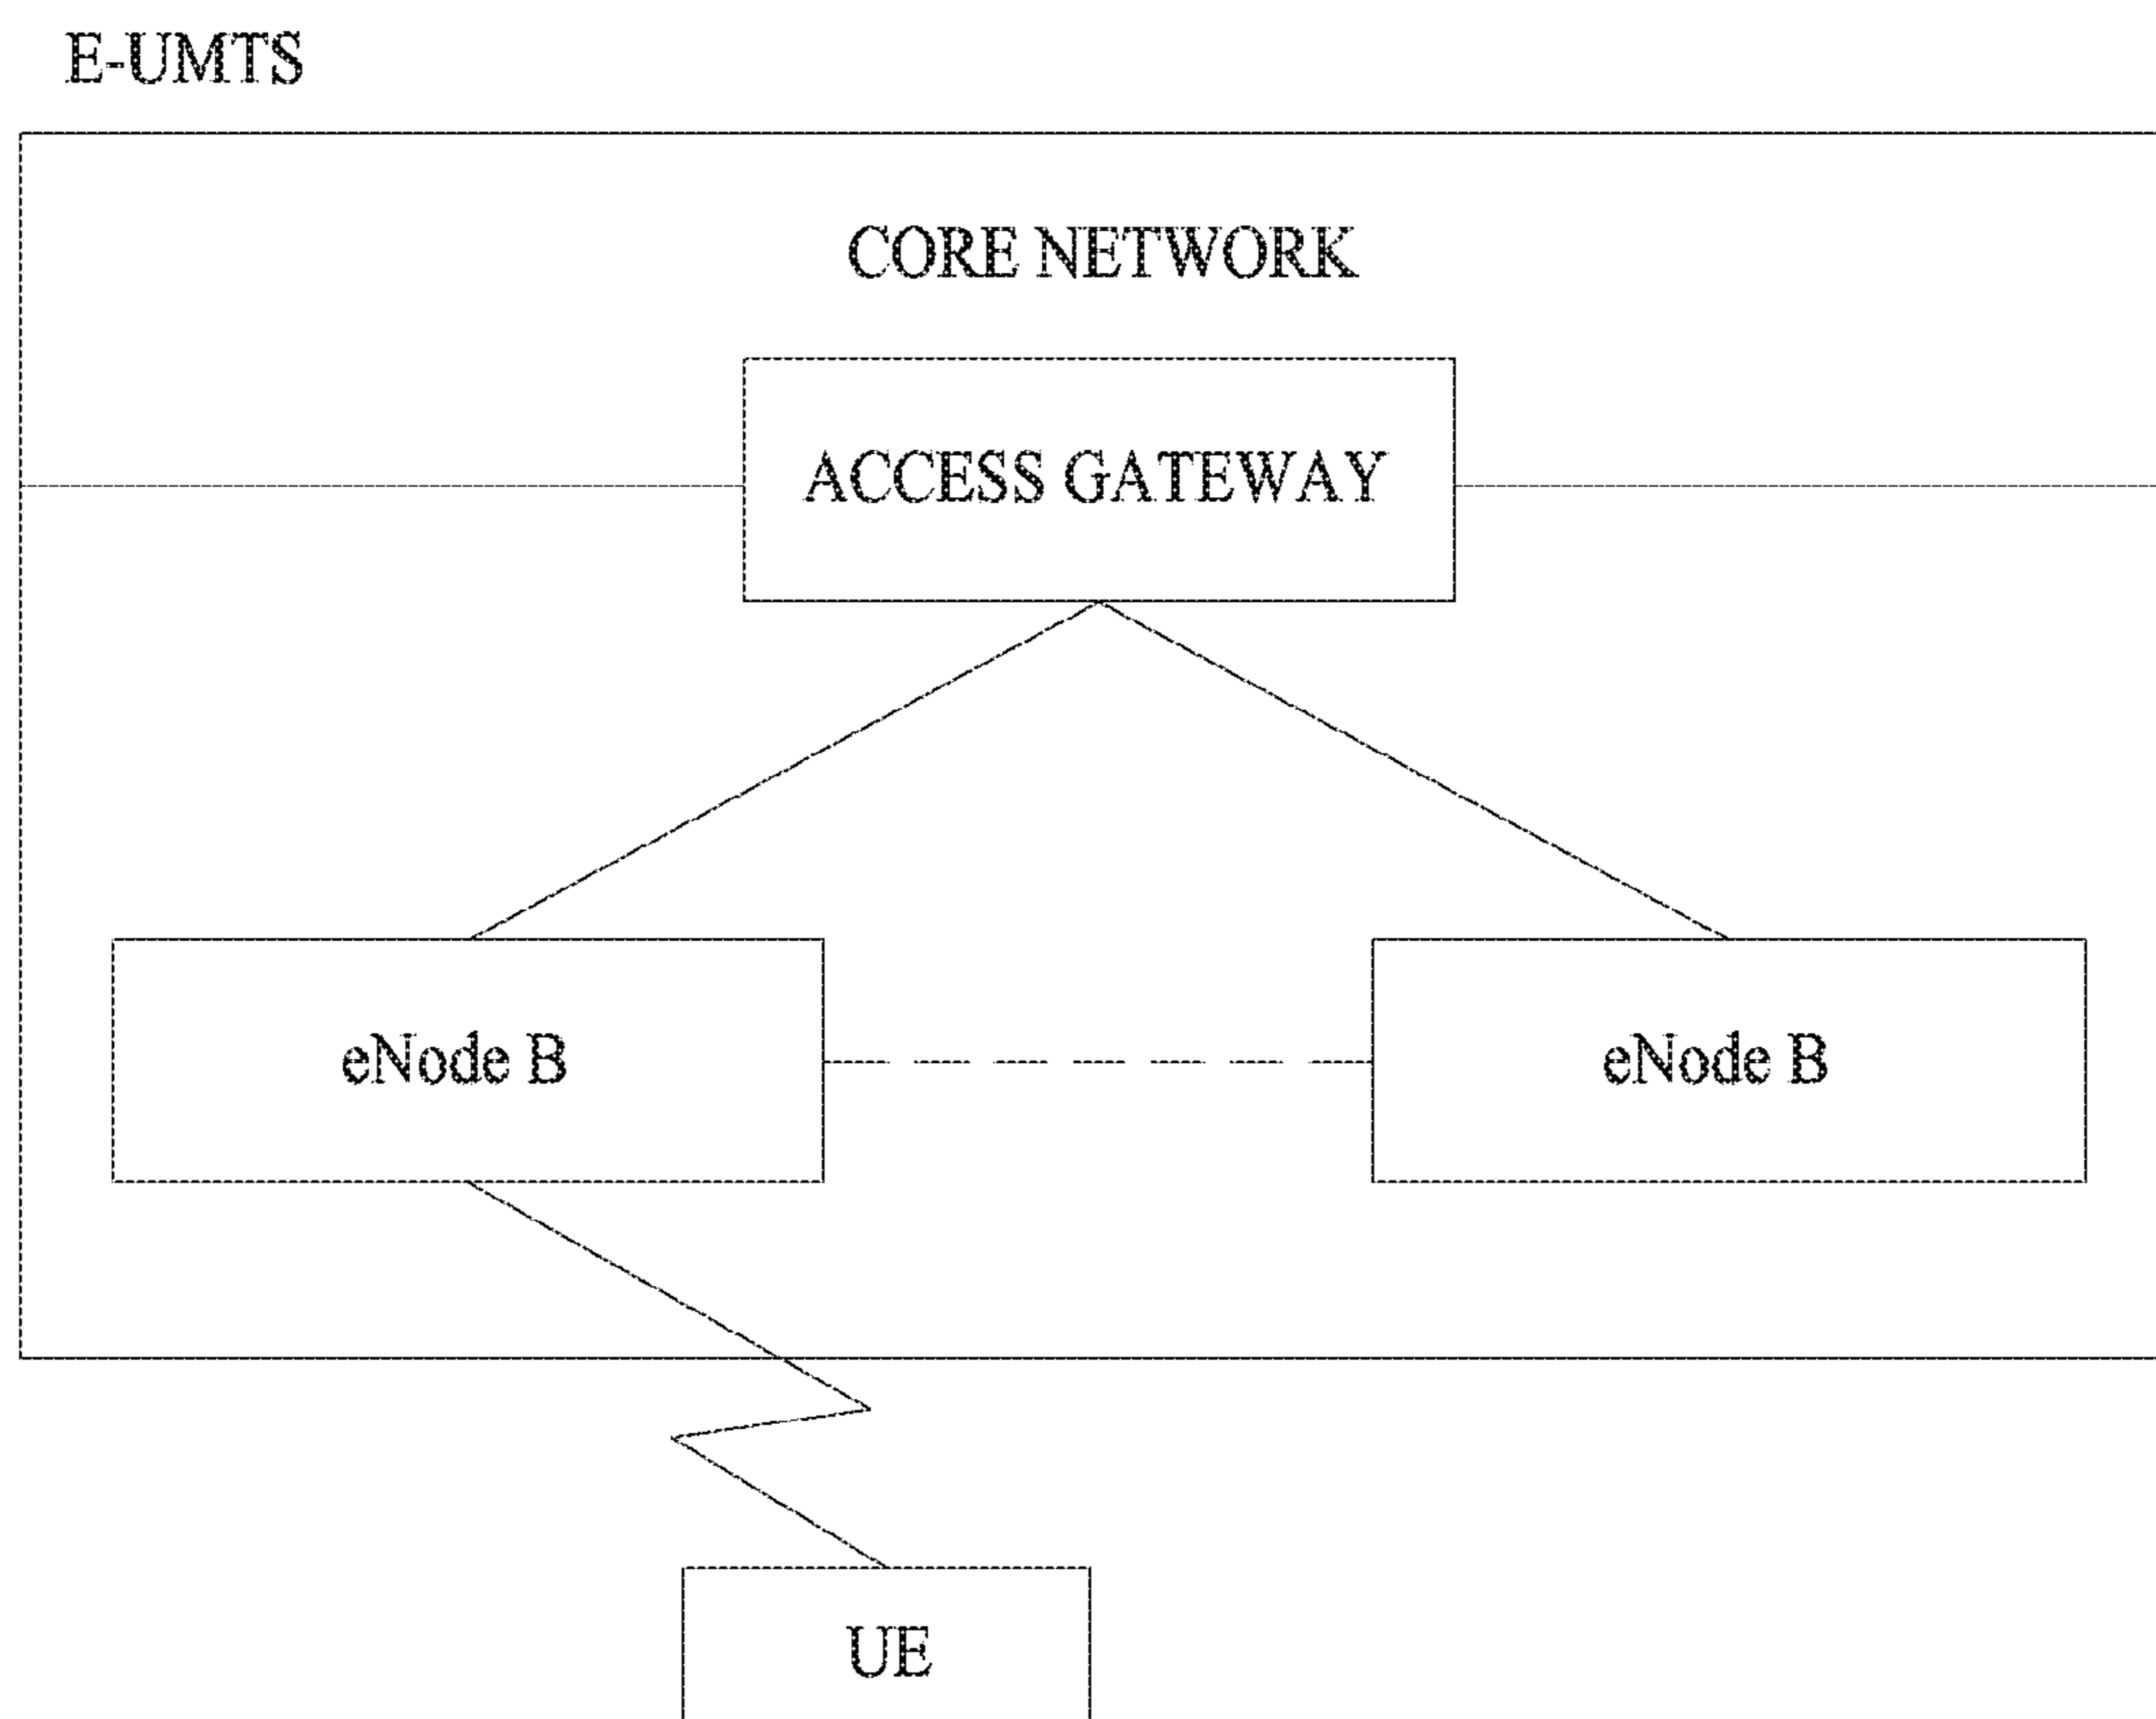 E-UMTS
CORE NETWORK
ACCESS GATEWAY
eNode B
eNode B
UE